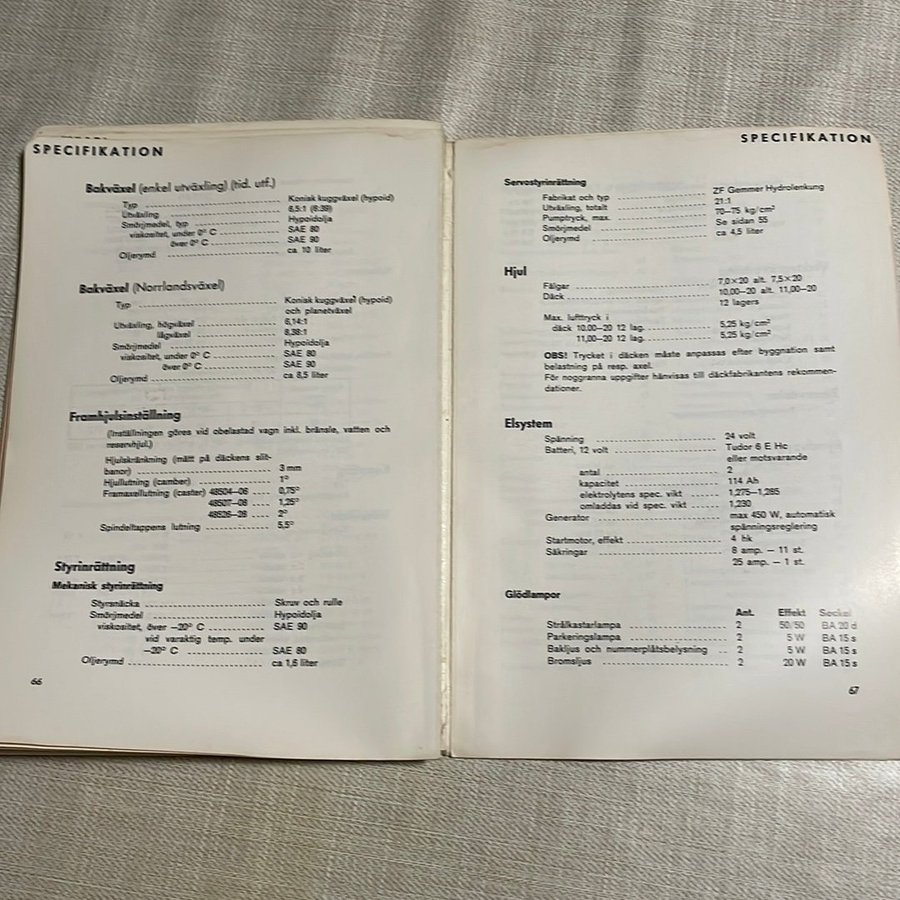 SPECIFIKATION
Bakväxel (enkel utväxling) (tid. utf.)
Typ Konisk kuggväxel (hypoid)
Utväxling 6,5:1 (6:39)
Smörjmedel, typ Hypoidolja
viskositet, under 0° C SAE 80
över 0° C SAE 90
Oljerymd ca 10 liter
Bakväxel (Norrlandsväxel)
Typ Konisk kuggväxel (hypoid)
och planetväxel
Utväxling, högväxel 6,14:1
lågväxel 8,38:1
Smörjmedel Hypoidolja
viskositet, under 0° C SAE 80
över 0° C SAE 90
Oljerymd ca 8,5 liter
Framhjulsinställning
(Inställningen göres vid obelastad vagn inkl. bränsle, vatten och
reservhjul.)
Hjulskränkning (mätt på däckens slit-
banor) 3 mm
Hjullutning (camber) 1°
Framaxellutning (caster) 48504—06 0,75°
48507—08 1,25°
48526—28 2°
Spindeltappens lutning 5,5°
Styrinrättning
Mekanisk styrinrättning
Styrsnäcka Skruv och rulle
Smörjmedel Hypoidolja
viskositet, över —20° C SAE 90
vid varaktig temp. under
—20° C SAE 80
Oljerymd ca 1,6 liter
66
SPECIFIKATION
Servostyrinrättning
Fabrikat och typ ZF Gemmer Hydrolenkung
Utväxling, totalt 21:1
Pumptryck, max. 70—75 kg/cm²
Smörjmedel Se sidan 55
Oljerymd ca 4,5 liter
Hjul
Fälgar 7,0×20 alt. 7,5×20
Däck 10,00—20 alt. 11,00—20
12 lagers
Max. lufttryck i
däck 10.00—20 12 lag. 5,25 kg/cm²
11,00—20 12 lag. 5,25 kg/cm²
OBS! Trycket i däcken måste anpassas efter byggnation samt
belastning på resp. axel.
För noggranna uppgifter hänvisas till däckfabrikantens rekommen-
dationer.
Elsystem
Spänning 24 volt
Batteri, 12 volt Tudor 6 E Hc
eller motsvarande
antal 2
kapacitet 114 Ah
elektrolytens spec. vikt 1,275—1,285
omladdas vid spec. vikt 1,230
Generator max 450 W, automatisk
spänningsreglering
Startmotor, effekt 4 hk
Säkringar 8 amp. — 11 st.
25 amp. — 1 st.
Glödlampor
Ant. Effekt Sockel
Strålkastarlampa 2 50/50 BA 20 d
Parkeringslampa 2 5 W BA 15 s
Bakljus och nummerplåtsbelysning 2 5 W BA 15 s
Bromsljus 2 20 W BA 15 s
67